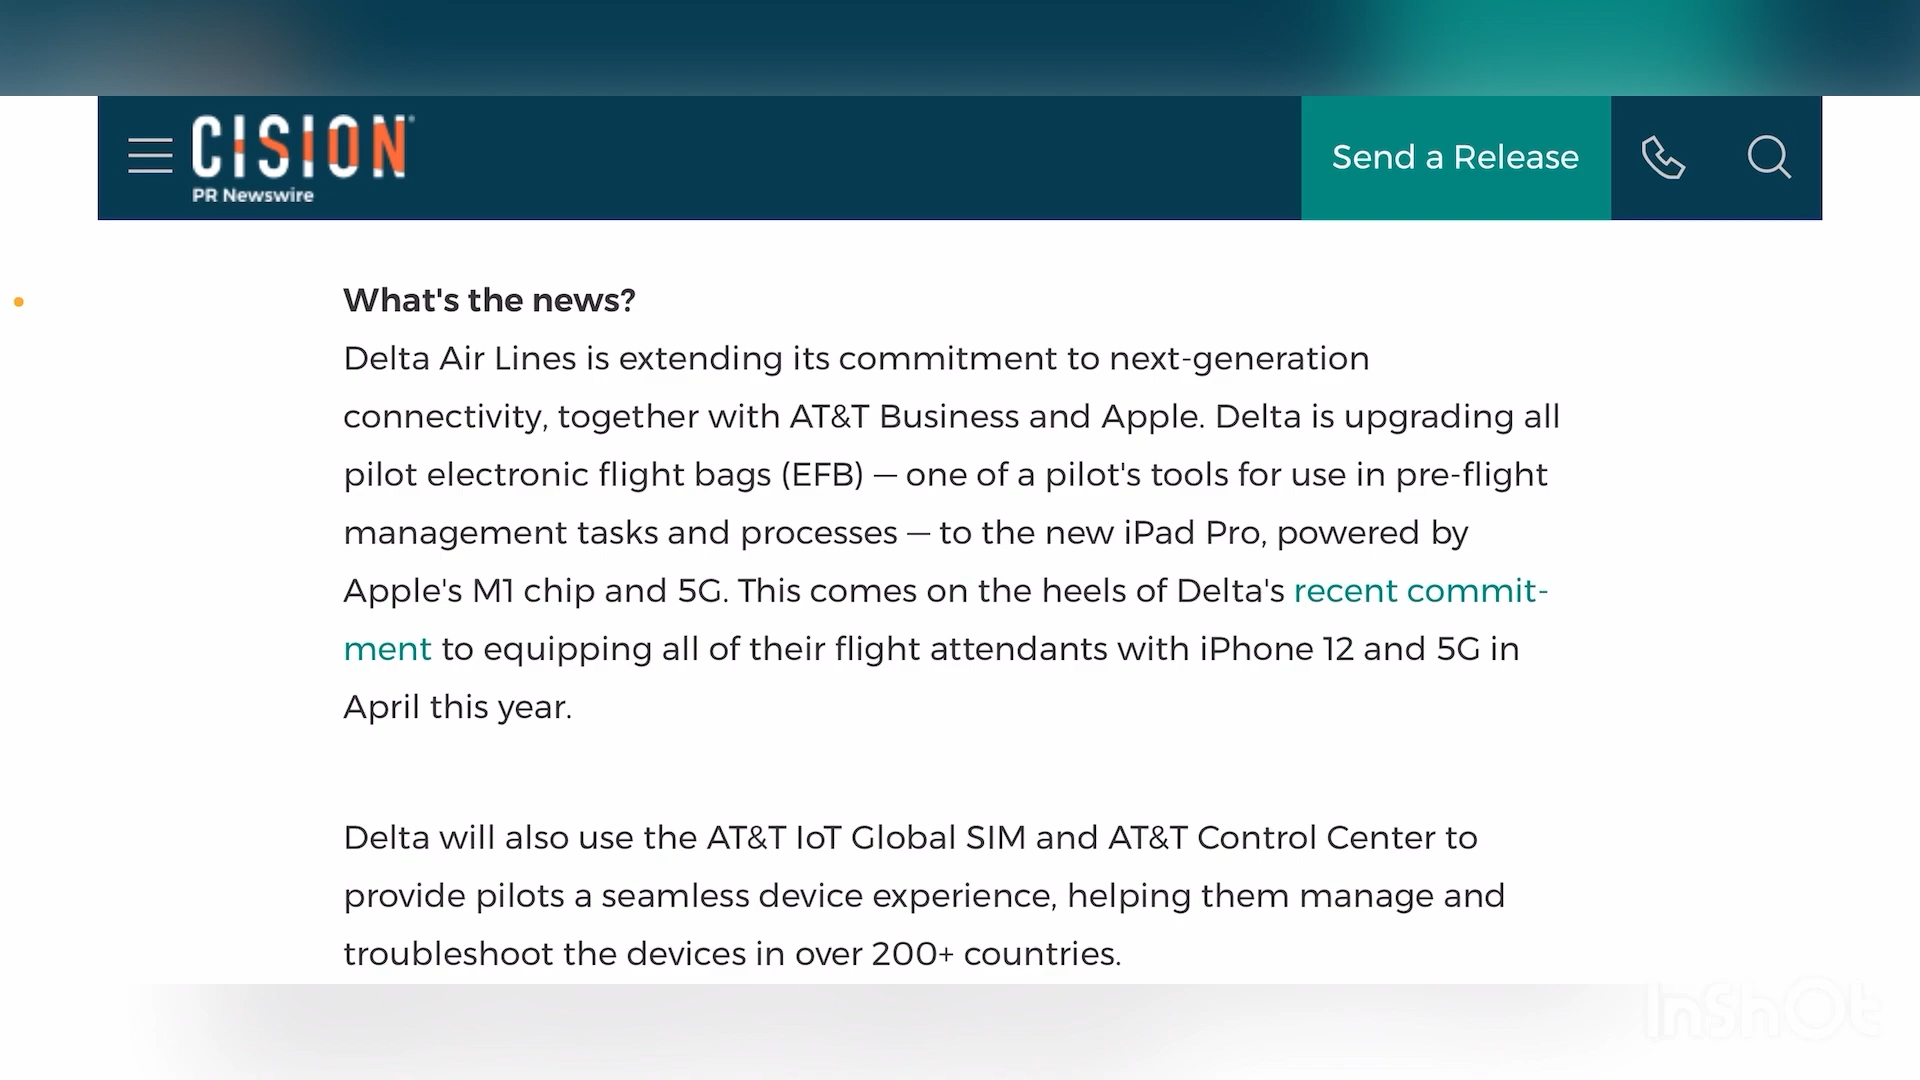 CISION
PR Newswire
Send a Release
What's the news?
Delta Air Lines is extending its commitment to next-generation
connectivity, together with AT&T Business and Apple. Delta is upgrading all
pilot electronic flight bags (EFB) — one of a pilot's tools for use in pre-flight
management tasks and processes — to the new iPad Pro, powered by
Apple's M1 chip and 5G. This comes on the heels of Delta's recent commit-
ment to equipping all of their flight attendants with iPhone 12 and 5G in
April this year.
Delta will also use the AT&T IoT Global SIM and AT&T Control Center to
provide pilots a seamless device experience, helping them manage and
troubleshoot the devices in over 200+ countries.
InShOt